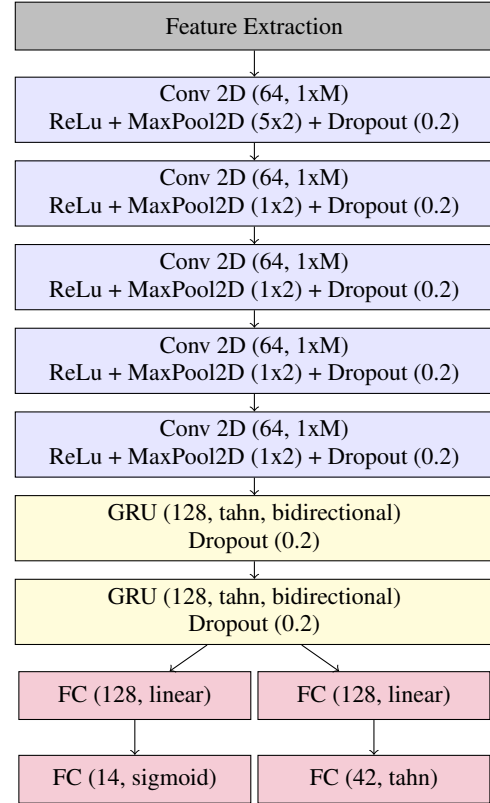 Feature Extraction
Conv 2D (64, 1xM)
ReLu + MaxPool2D (5x2) + Dropout (0.2)
Conv 2D (64, 1xM)
ReLu + MaxPool2D (1x2) + Dropout (0.2)
Conv 2D (64, 1xM)
ReLu + MaxPool2D (1x2) + Dropout (0.2)
Conv 2D (64, 1xM)
ReLu + MaxPool2D (1x2) + Dropout (0.2)
Conv 2D (64, 1xM)
ReLu + MaxPool2D (1x2) + Dropout (0.2)
GRU (128, tahn, bidirectional)
Dropout (0.2)
GRU (128, tahn, bidirectional)
Dropout (0.2)
FC (128, linear)
FC (128, linear)
FC (14, sigmoid)
FC (42, tahn)